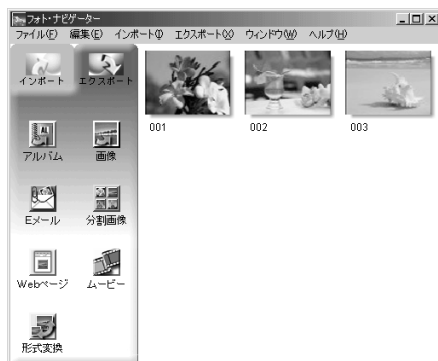 フォト・ナビゲーター
ファイル(F) 編集(E) インポート(I) エクスポート(X) ウィンドウ(W) ヘルプ(H)
インポート エクスポート
001 002 003
アルバム 画像
Eメール 分割画像
Webページ ムービー
形式変換